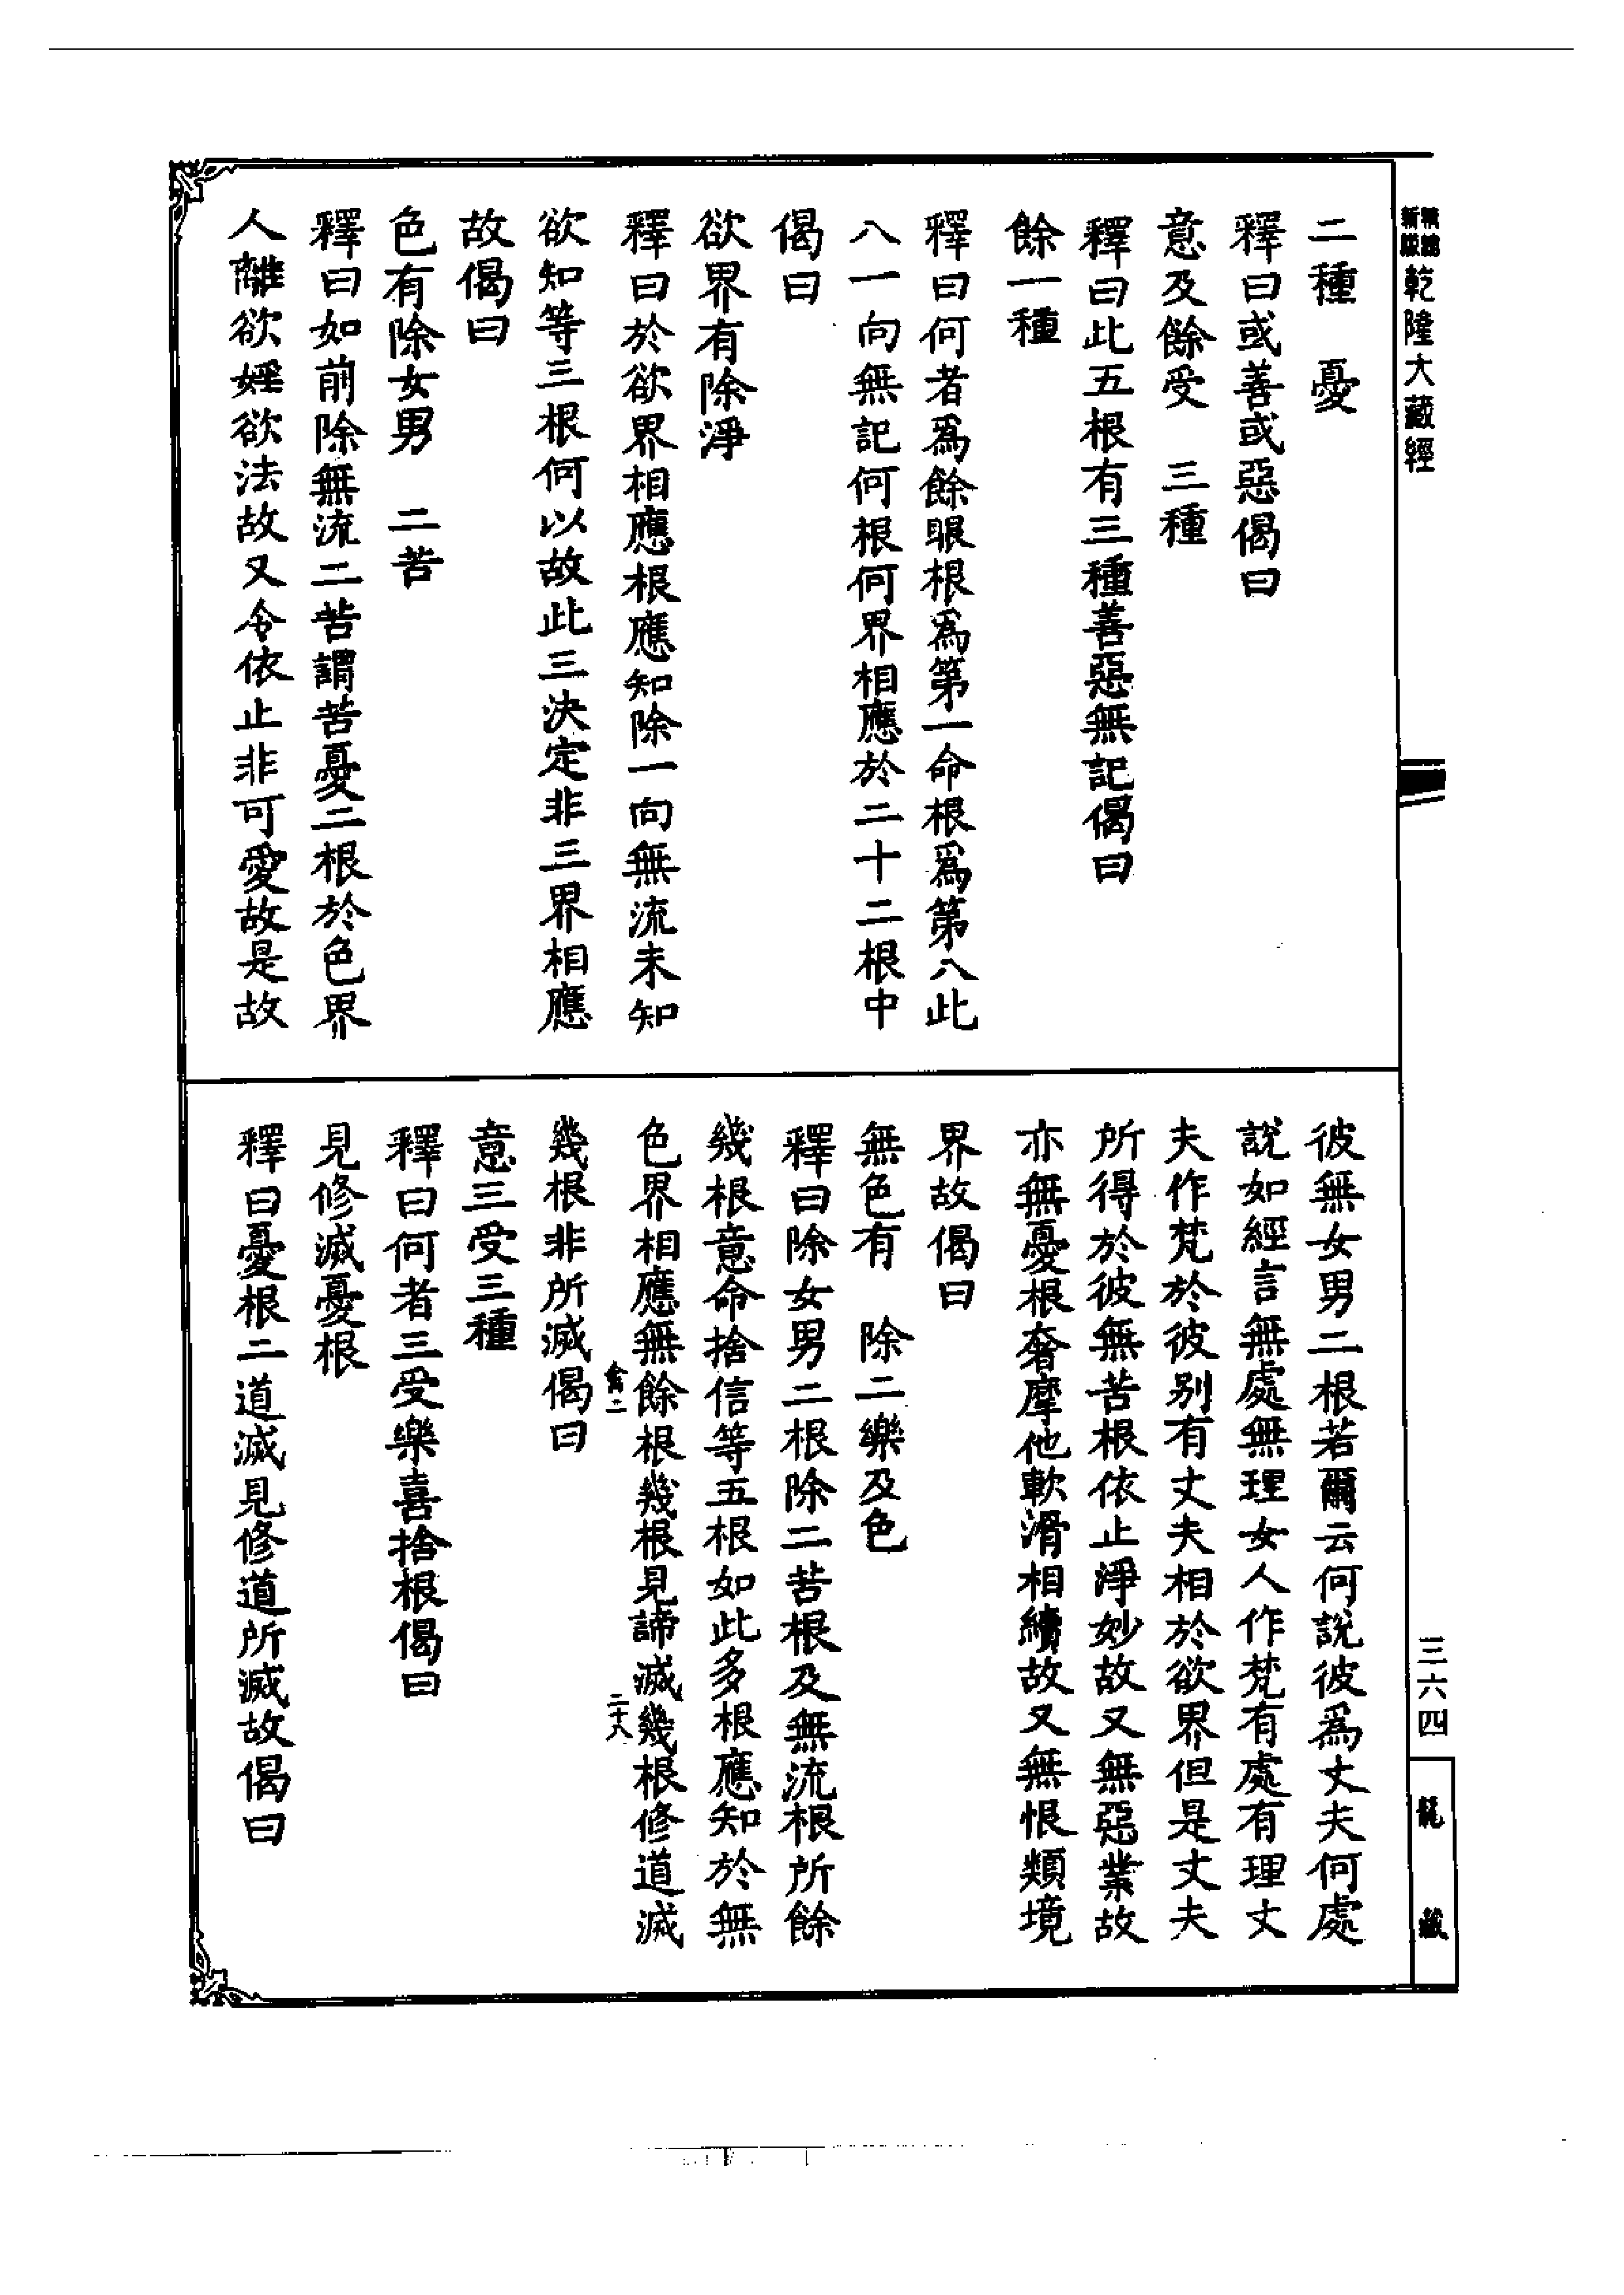 新版
精縮
乾隆大藏經
三六四
龍藏
二種　憂
釋曰或善或惡偈曰
意及餘受　三種
釋曰此五根有三種善惡無記偈曰
餘一種
釋曰何者爲餘眼根爲第一命根爲第八此
八一向無記何根何界相應於二十二根中
偈曰
欲界有除淨
釋曰於欲界相應根應知除一向無流未知
欲知等三根何以故此三決定非三界相應
故偈曰
色有除女男　二苦
釋曰如前除無流二苦謂苦憂二根於色界
人離欲婬欲法故又令依止非可愛故是故
彼無女男二根若爾云何說彼爲丈夫何處
說如經言無處無理女人作梵有處有理丈
夫作梵於彼別有丈夫相於欲界但是丈夫
所得於彼無苦根依止淨妙故又無惡業故
亦無憂根奢摩他軟滑相續故又無恨類境
界故偈曰
無色有　除二樂及色
釋曰除女男二根除二苦根及無流根所餘
幾根意命捨信等五根如此多根應知於無
色界相應無餘根幾根見諦滅幾根修道滅
二十八
幾根非所滅偈曰
意三受三種
釋曰何者三受樂喜捨根偈曰
見修滅憂根
釋曰憂根二道滅見修道所滅故偈曰